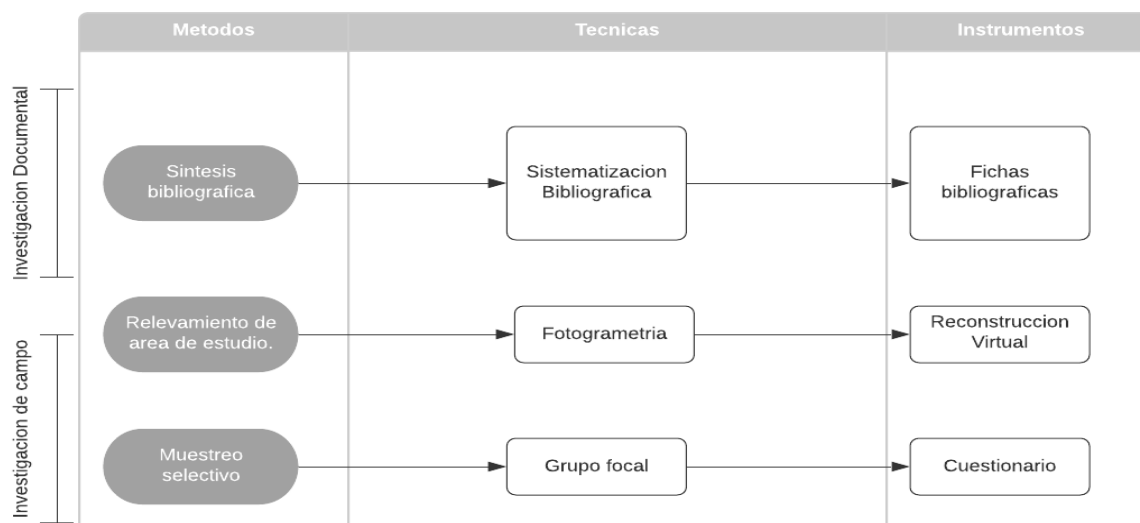 Metodos
Tecnicas
Instrumentos
Investigacion Documental
Sintesis
bibliografica
Sistematizacion
Bibliografica
Fichas
bibliograficas
Investigacion de campo
Relevamiento de
area de estudio.
Fotogrametria
Reconstruccion
Virtual
Muestreo
selectivo
Grupo focal
Cuestionario